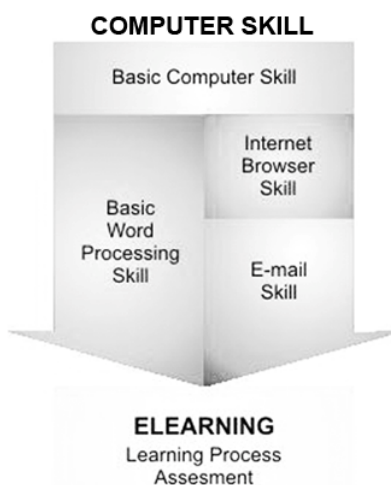 COMPUTER SKILL
Basic Computer Skill
Basic
Word
Processing
Skill
Internet
Browser
Skill
E-mail
Skill
ELEARNING
Learning Process
Assesment